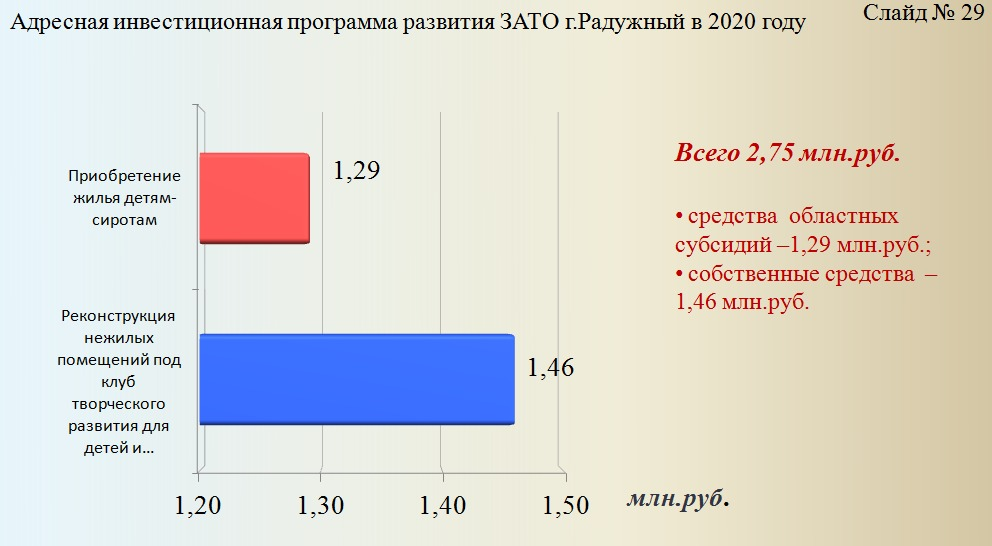 Адресная инвестиционная программа развития ЗАТО г.Радужный в 2020 году
Слайд № 29
Приобретение
жилья детям-
сиротам
1,29
Реконструкция
нежилых
помещений под
клуб
творческого
развития для
детей и...
1,46
1,20 1,30 1,40 1,50
млн.руб.
Всего 2,75 млн.руб.
• средства областных
субсидий –1,29 млн.руб.;
• собственные средства –
1,46 млн.руб.